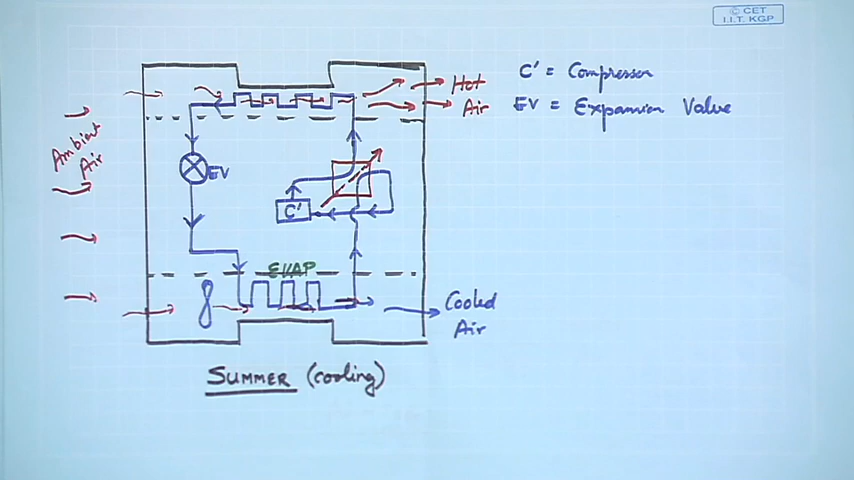 © CET
I.I.T. KGP
Hot
Air
C' = Compressor
EV = Expansion Valve
Ambient
Air
EV
C'
EVAP
Cooled
Air
SUMMER (cooling)